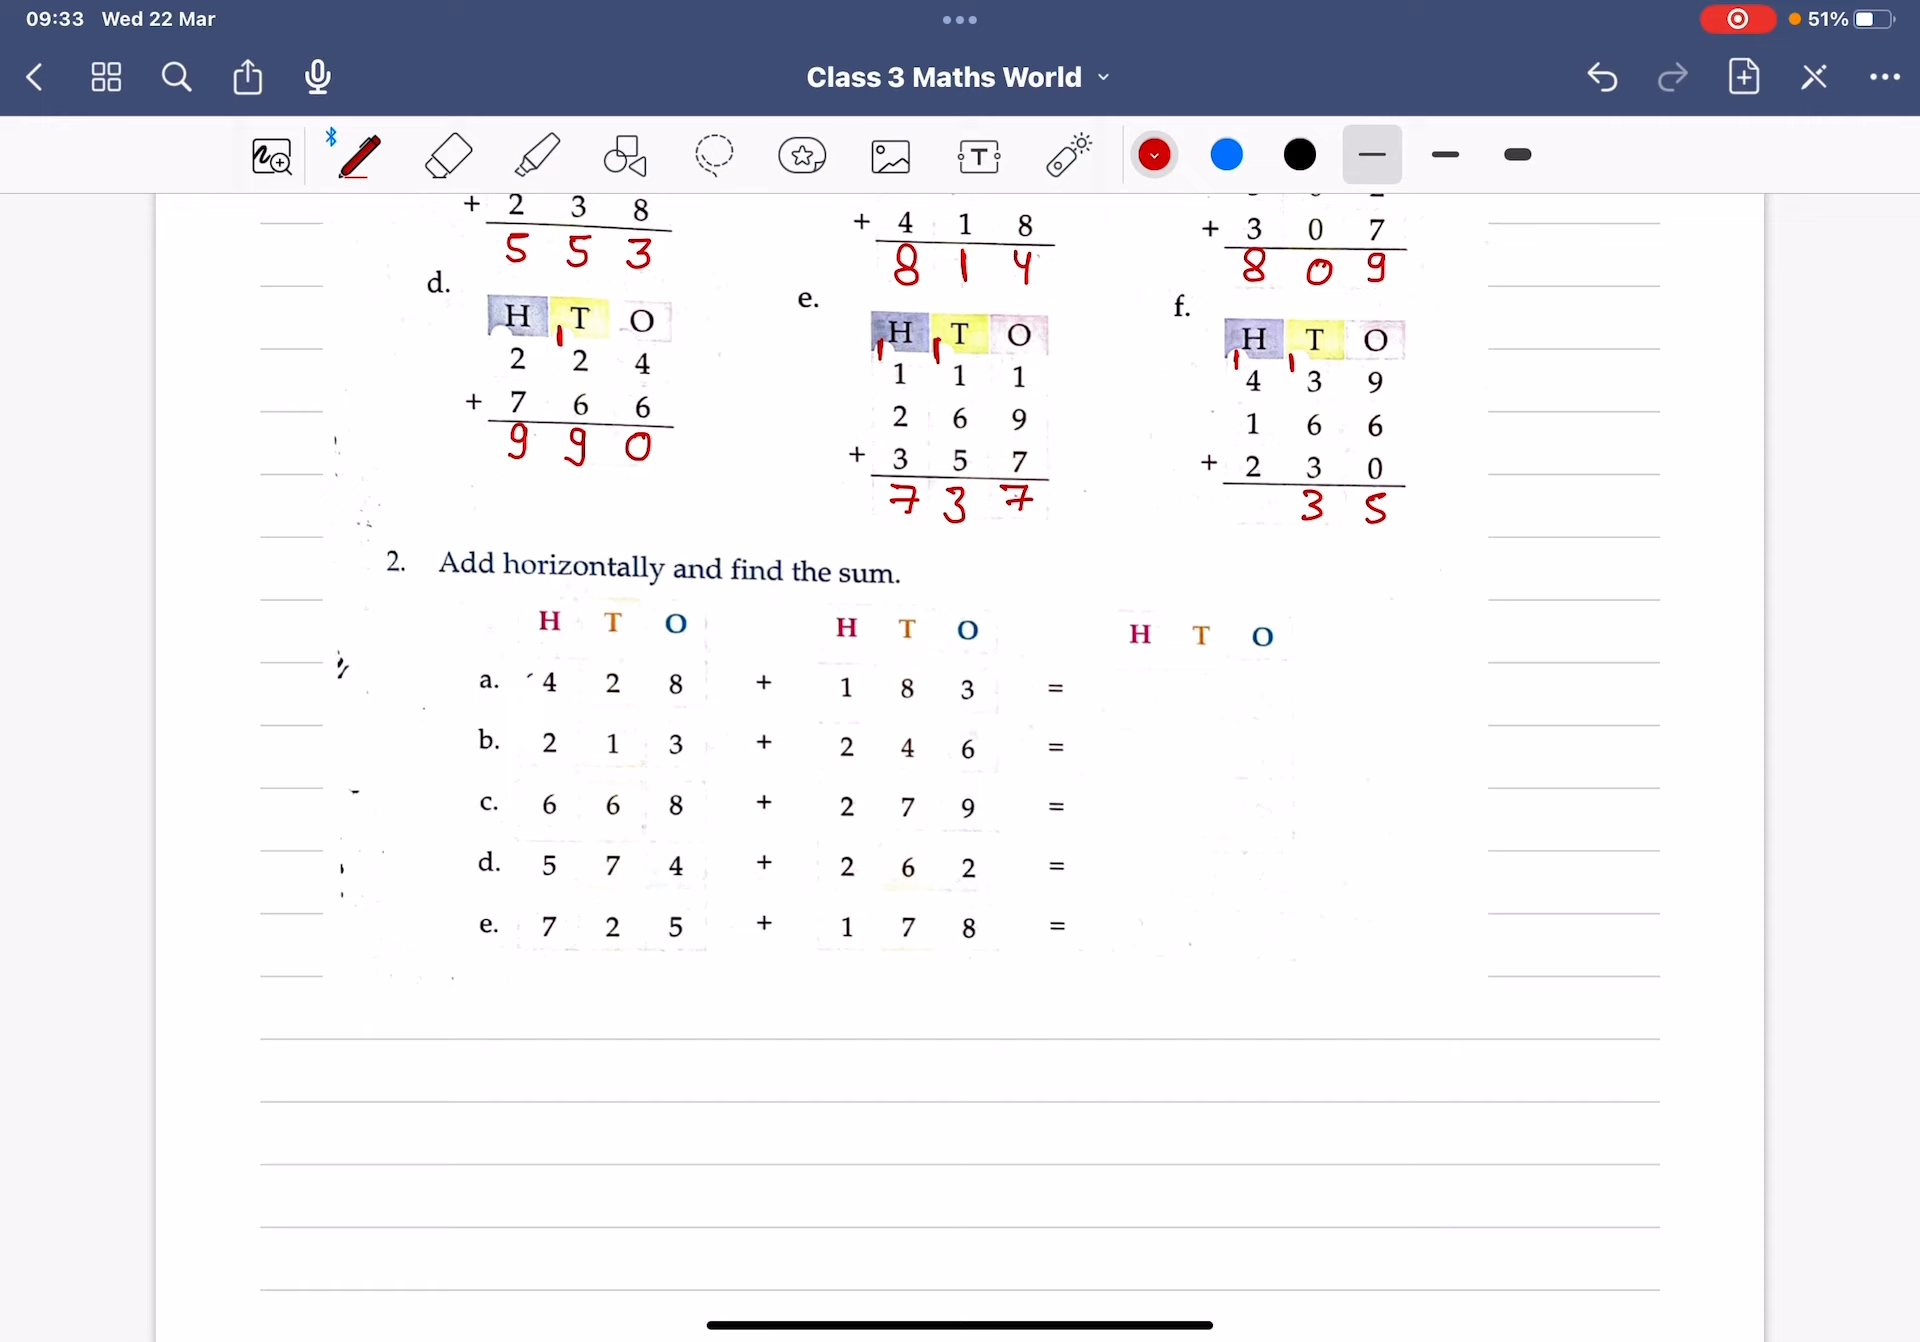 09:33 Wed 22 Mar
51%
Class 3 Maths World
T
+ 2 3 8
5 5 3
+ 4 1 8
8 1 4
+ 3 0 7
8 0 9
d.
H T O
1
2 2 4
+ 7 6 6
9 9 0
e.
H T O
1 1
1 1 1
2 6 9
+ 3 5 7
7 3 7
f.
H T O
1 1
4 3 9
1 6 6
+ 2 3 0
3 5
2. Add horizontally and find the sum.
H T O H T O H T O
a. 4 2 8 + 1 8 3 =
b. 2 1 3 + 2 4 6 =
c. 6 6 8 + 2 7 9 =
d. 5 7 4 + 2 6 2 =
e. 7 2 5 + 1 7 8 =